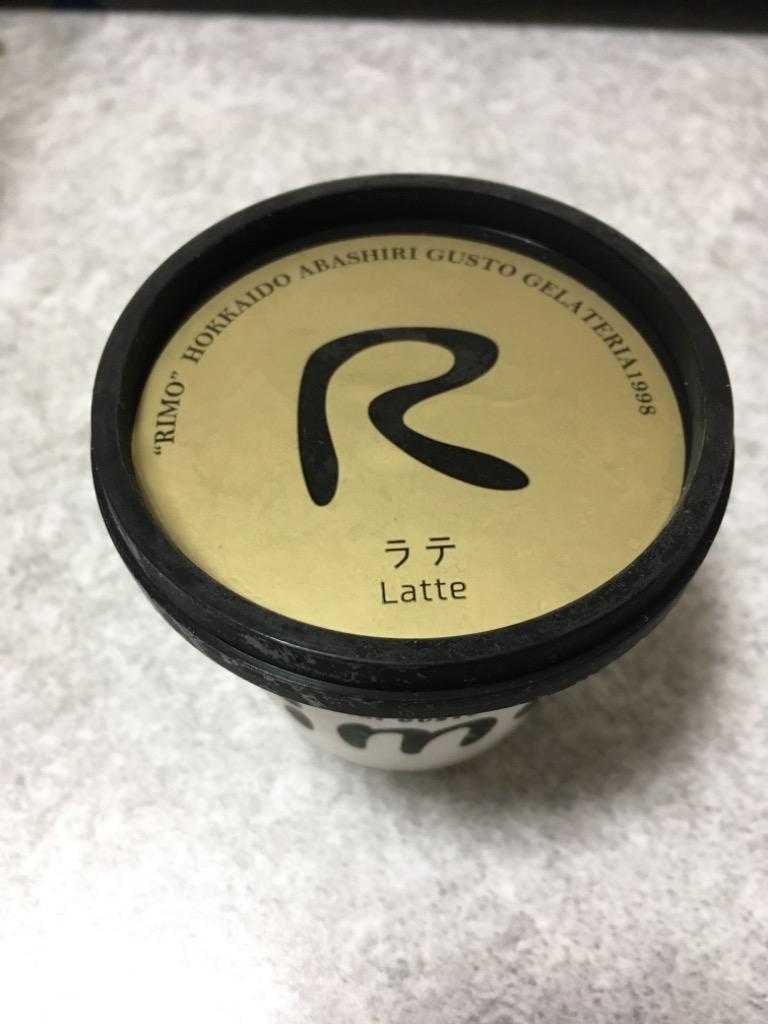 "RIMO" HOKKAIDO ABASHIRI GUSTO GELATERIA1998
R
ラテ
Latte
m